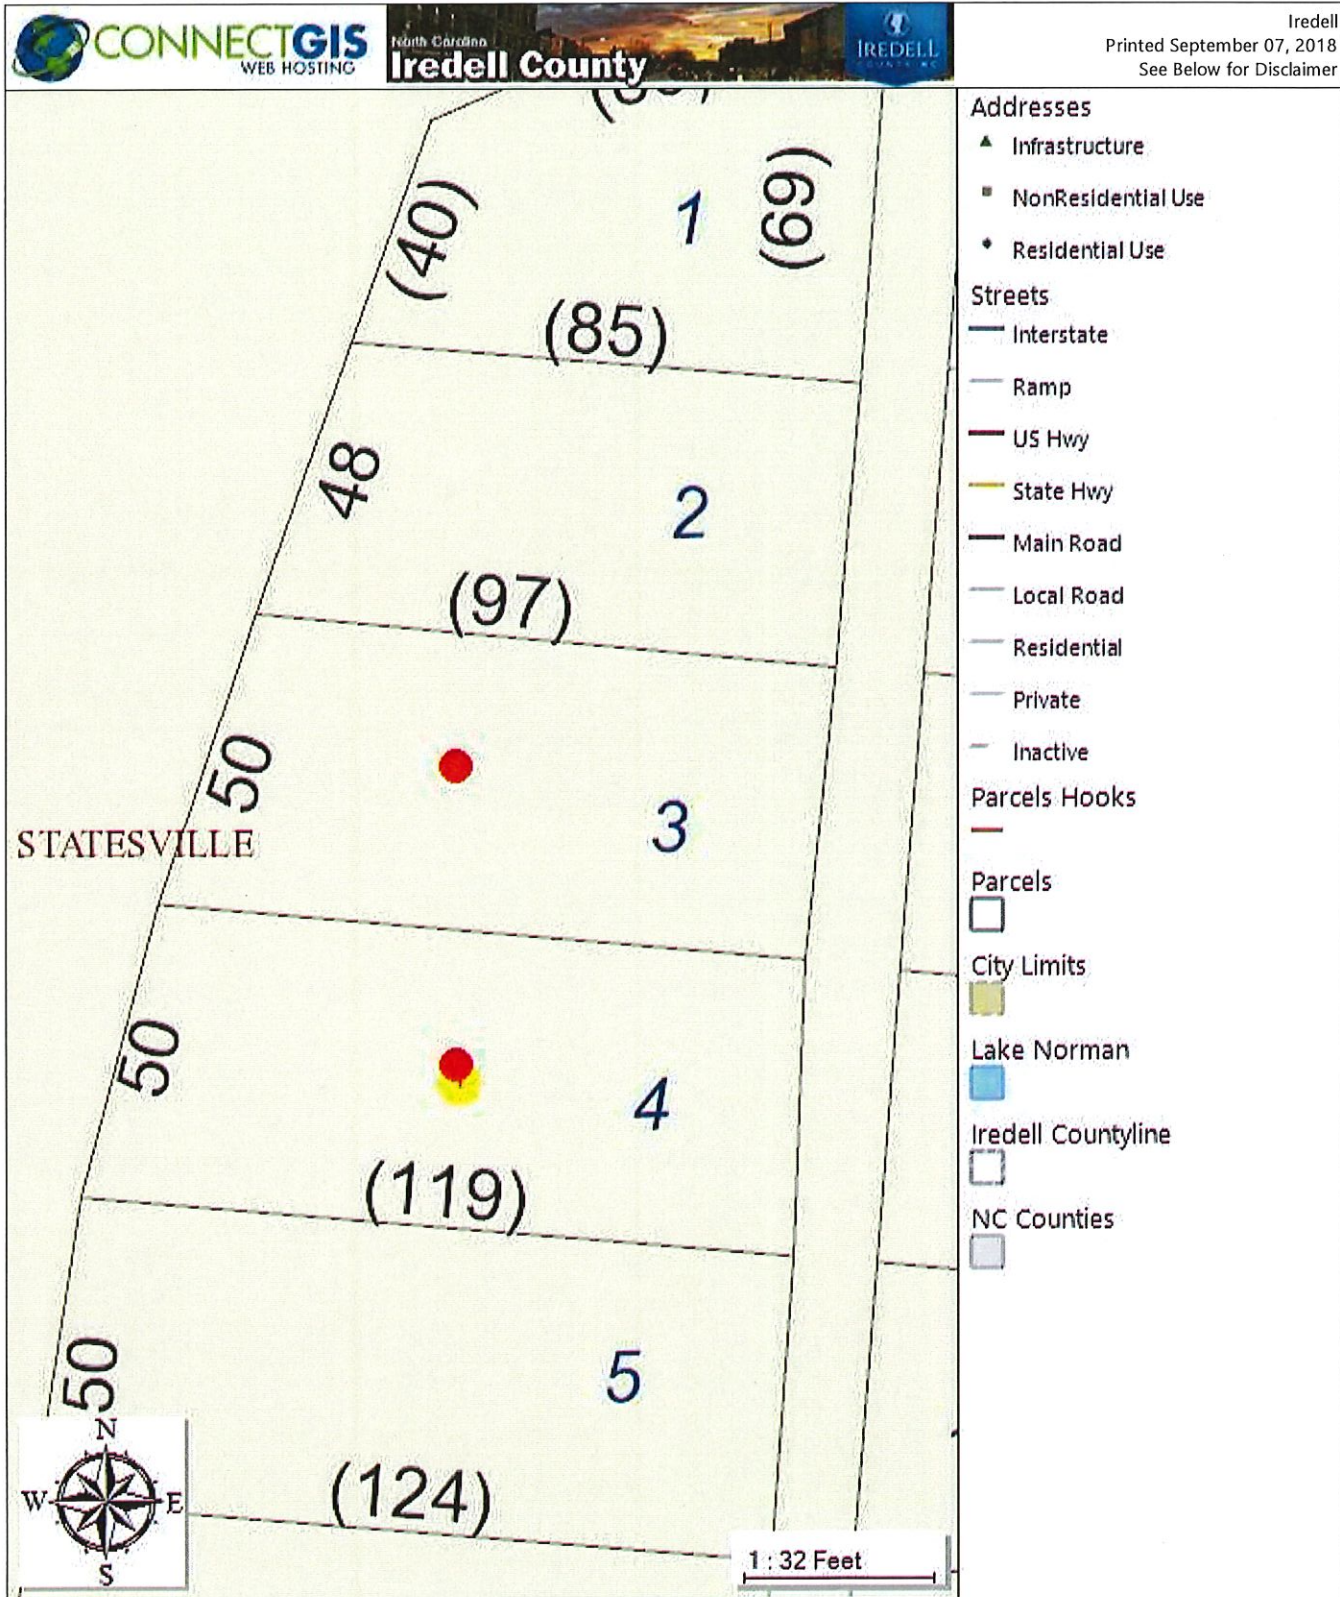 CONNECTGIS
WEB HOSTING
North Carolina
Iredell County
IREDELL
COUNTY NC
Iredell
Printed September 07, 2018
See Below for Disclaimer
(40)
1
(69)
(85)
48
2
(97)
50
3
STATESVILLE
50
4
(119)
50
5
(124)
N
W
E
S
1 : 32 Feet
Addresses
Infrastructure
NonResidential Use
Residential Use
Streets
Interstate
Ramp
US Hwy
State Hwy
Main Road
Local Road
Residential
Private
Inactive
Parcels Hooks
Parcels
City Limits
Lake Norman
Iredell Countyline
NC Counties